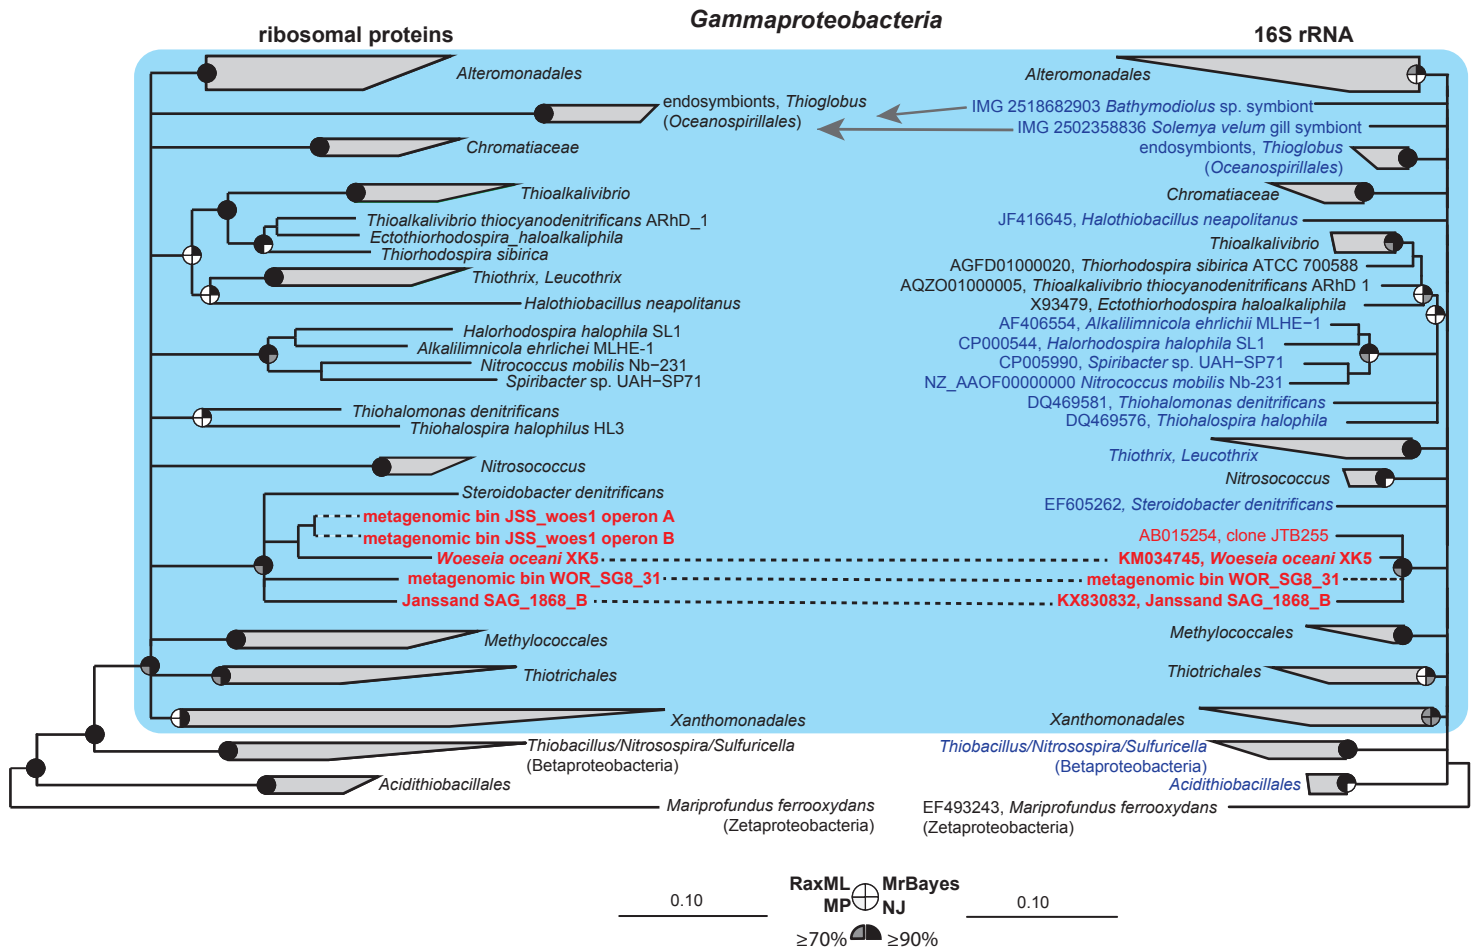 Gammaproteobacteria
ribosomal proteins
16S rRNA
Alteromonadales
endosymbionts, Thioglobus
(Oceanospirillales)
Chromatiaceae
Thioalkalivibrio
Thioalkalivibrio thiocyanodenitrificans ARhD_1
Ectothiorhodospira_haloalkaliphila
Thiorhodospira sibirica
Thiothrix, Leucothrix
Halothiobacillus neapolitanus
Halorhodospira halophila SL1
Alkalilimnicola ehrlichei MLHE-1
Nitrococcus mobilis Nb−231
Spiribacter sp. UAH−SP71
Thiohalomonas denitrificans
Thiohalospira halophilus HL3
Nitrosococcus
Steroidobacter denitrificans
metagenomic bin JSS_woes1 operon A
metagenomic bin JSS_woes1 operon B
Woeseia oceani XK5
metagenomic bin WOR_SG8_31
Janssand SAG_1868_B
Methylococcales
Thiotrichales
Xanthomonadales
Thiobacillus/Nitrosospira/Sulfuricella
(Betaproteobacteria)
Acidithiobacillales
Mariprofundus ferrooxydans
(Zetaproteobacteria)
Alteromonadales
IMG 2518682903 Bathymodiolus sp. symbiont
IMG 2502358836 Solemya velum gill symbiont
endosymbionts, Thioglobus
(Oceanospirillales)
Chromatiaceae
JF416645, Halothiobacillus neapolitanus
Thioalkalivibrio
AGFD01000020, Thiorhodospira sibirica ATCC 700588
AQZO01000005, Thioalkalivibrio thiocyanodenitrificans ARhD 1
X93479, Ectothiorhodospira haloalkaliphila
AF406554, Alkalilimnicola ehrlichii MLHE−1
CP000544, Halorhodospira halophila SL1
CP005990, Spiribacter sp. UAH−SP71
NZ_AAOF00000000 Nitrococcus mobilis Nb-231
DQ469581, Thiohalomonas denitrificans
DQ469576, Thiohalospira halophila
Thiothrix, Leucothrix
Nitrosococcus
EF605262, Steroidobacter denitrificans
AB015254, clone JTB255
KM034745, Woeseia oceani XK5
metagenomic bin WOR_SG8_31
KX830832, Janssand SAG_1868_B
Methylococcales
Thiotrichales
Xanthomonadales
Thiobacillus/Nitrosospira/Sulfuricella
(Betaproteobacteria)
Acidithiobacillales
EF493243, Mariprofundus ferrooxydans
(Zetaproteobacteria)
0.10
RaxML MrBayes
MP NJ
≥70% ≥90%
0.10